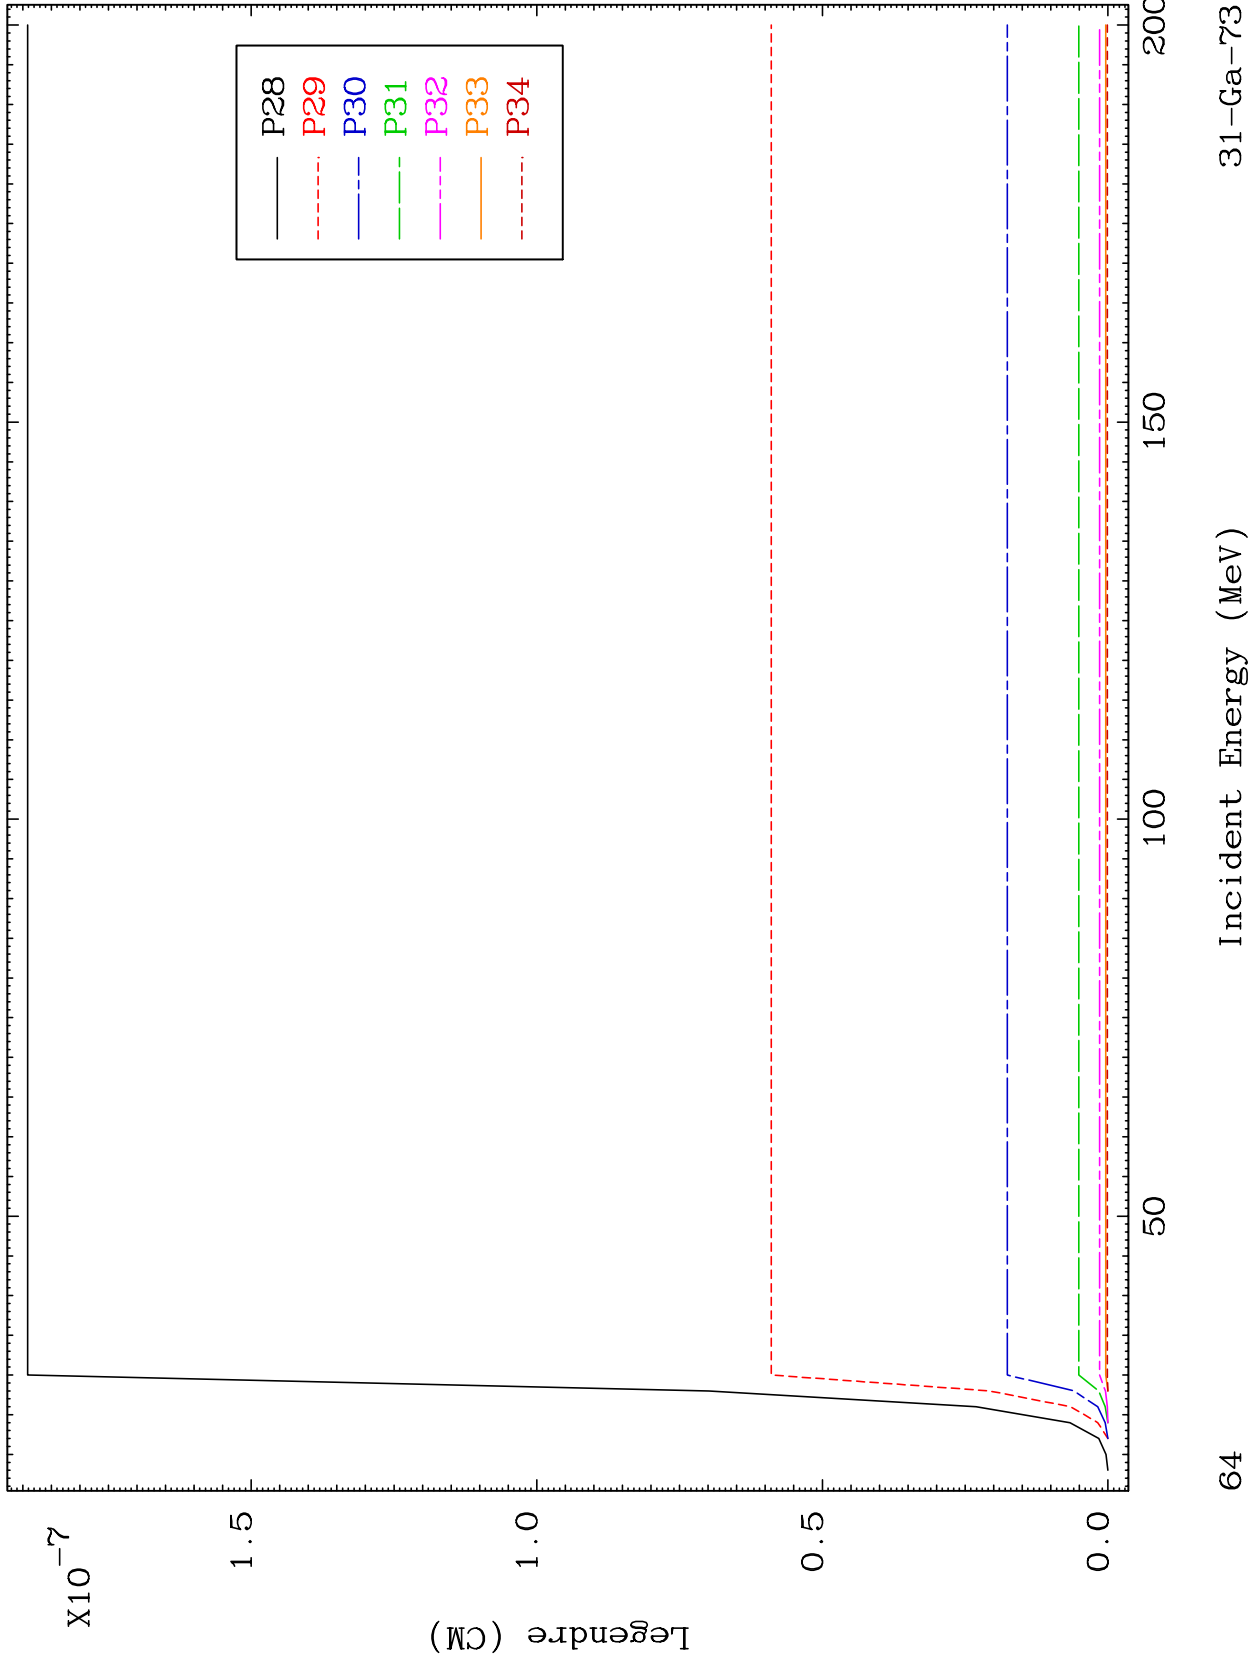 X10-7
1.5
1.0
0.5
0.0
Legendre (CM)
P28
P29
P30
P31
P32
P33
P34
50
100
150
200
64
Incident Energy (MeV)
31-Ga-73